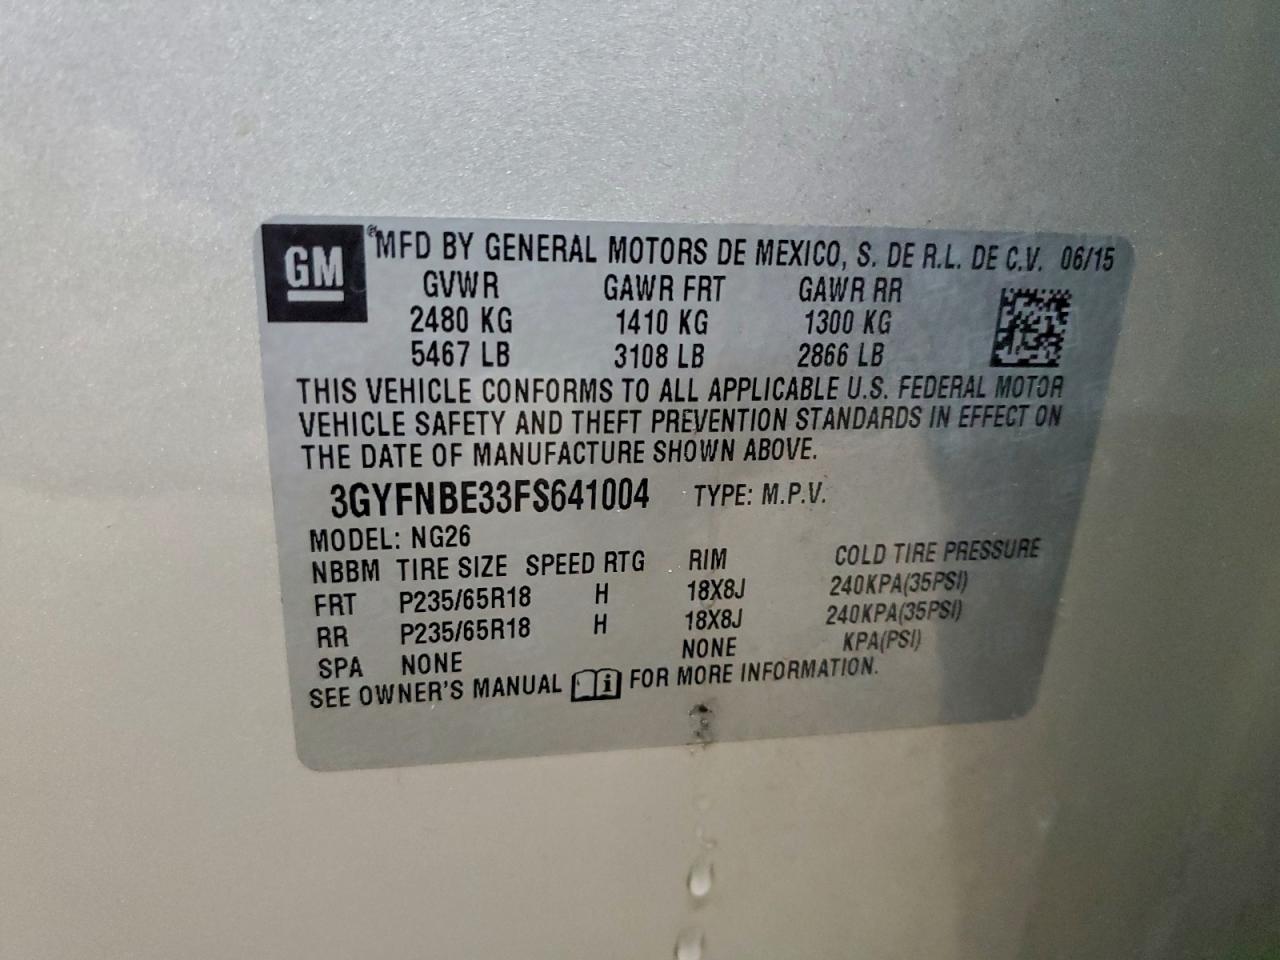 GM
® MFD BY GENERAL MOTORS DE MEXICO, S. DE R.L. DE C.V. 06/15
GVWR GAWR FRT GAWR RR
2480 KG 1410 KG 1300 KG
5467 LB 3108 LB 2866 LB
THIS VEHICLE CONFORMS TO ALL APPLICABLE U.S. FEDERAL MOTOR
VEHICLE SAFETY AND THEFT PREVENTION STANDARDS IN EFFECT ON
THE DATE OF MANUFACTURE SHOWN ABOVE.
3GYFNBE33FS641004 TYPE: M.P.V.
MODEL: NG26
NBBM TIRE SIZE SPEED RTG RIM COLD TIRE PRESSURE
FRT P235/65R18 H 18X8J 240KPA(35PSI)
RR P235/65R18 H 18X8J 240KPA(35PSI)
SPA NONE NONE KPA(PSI)
SEE OWNER'S MANUAL i FOR MORE INFORMATION.